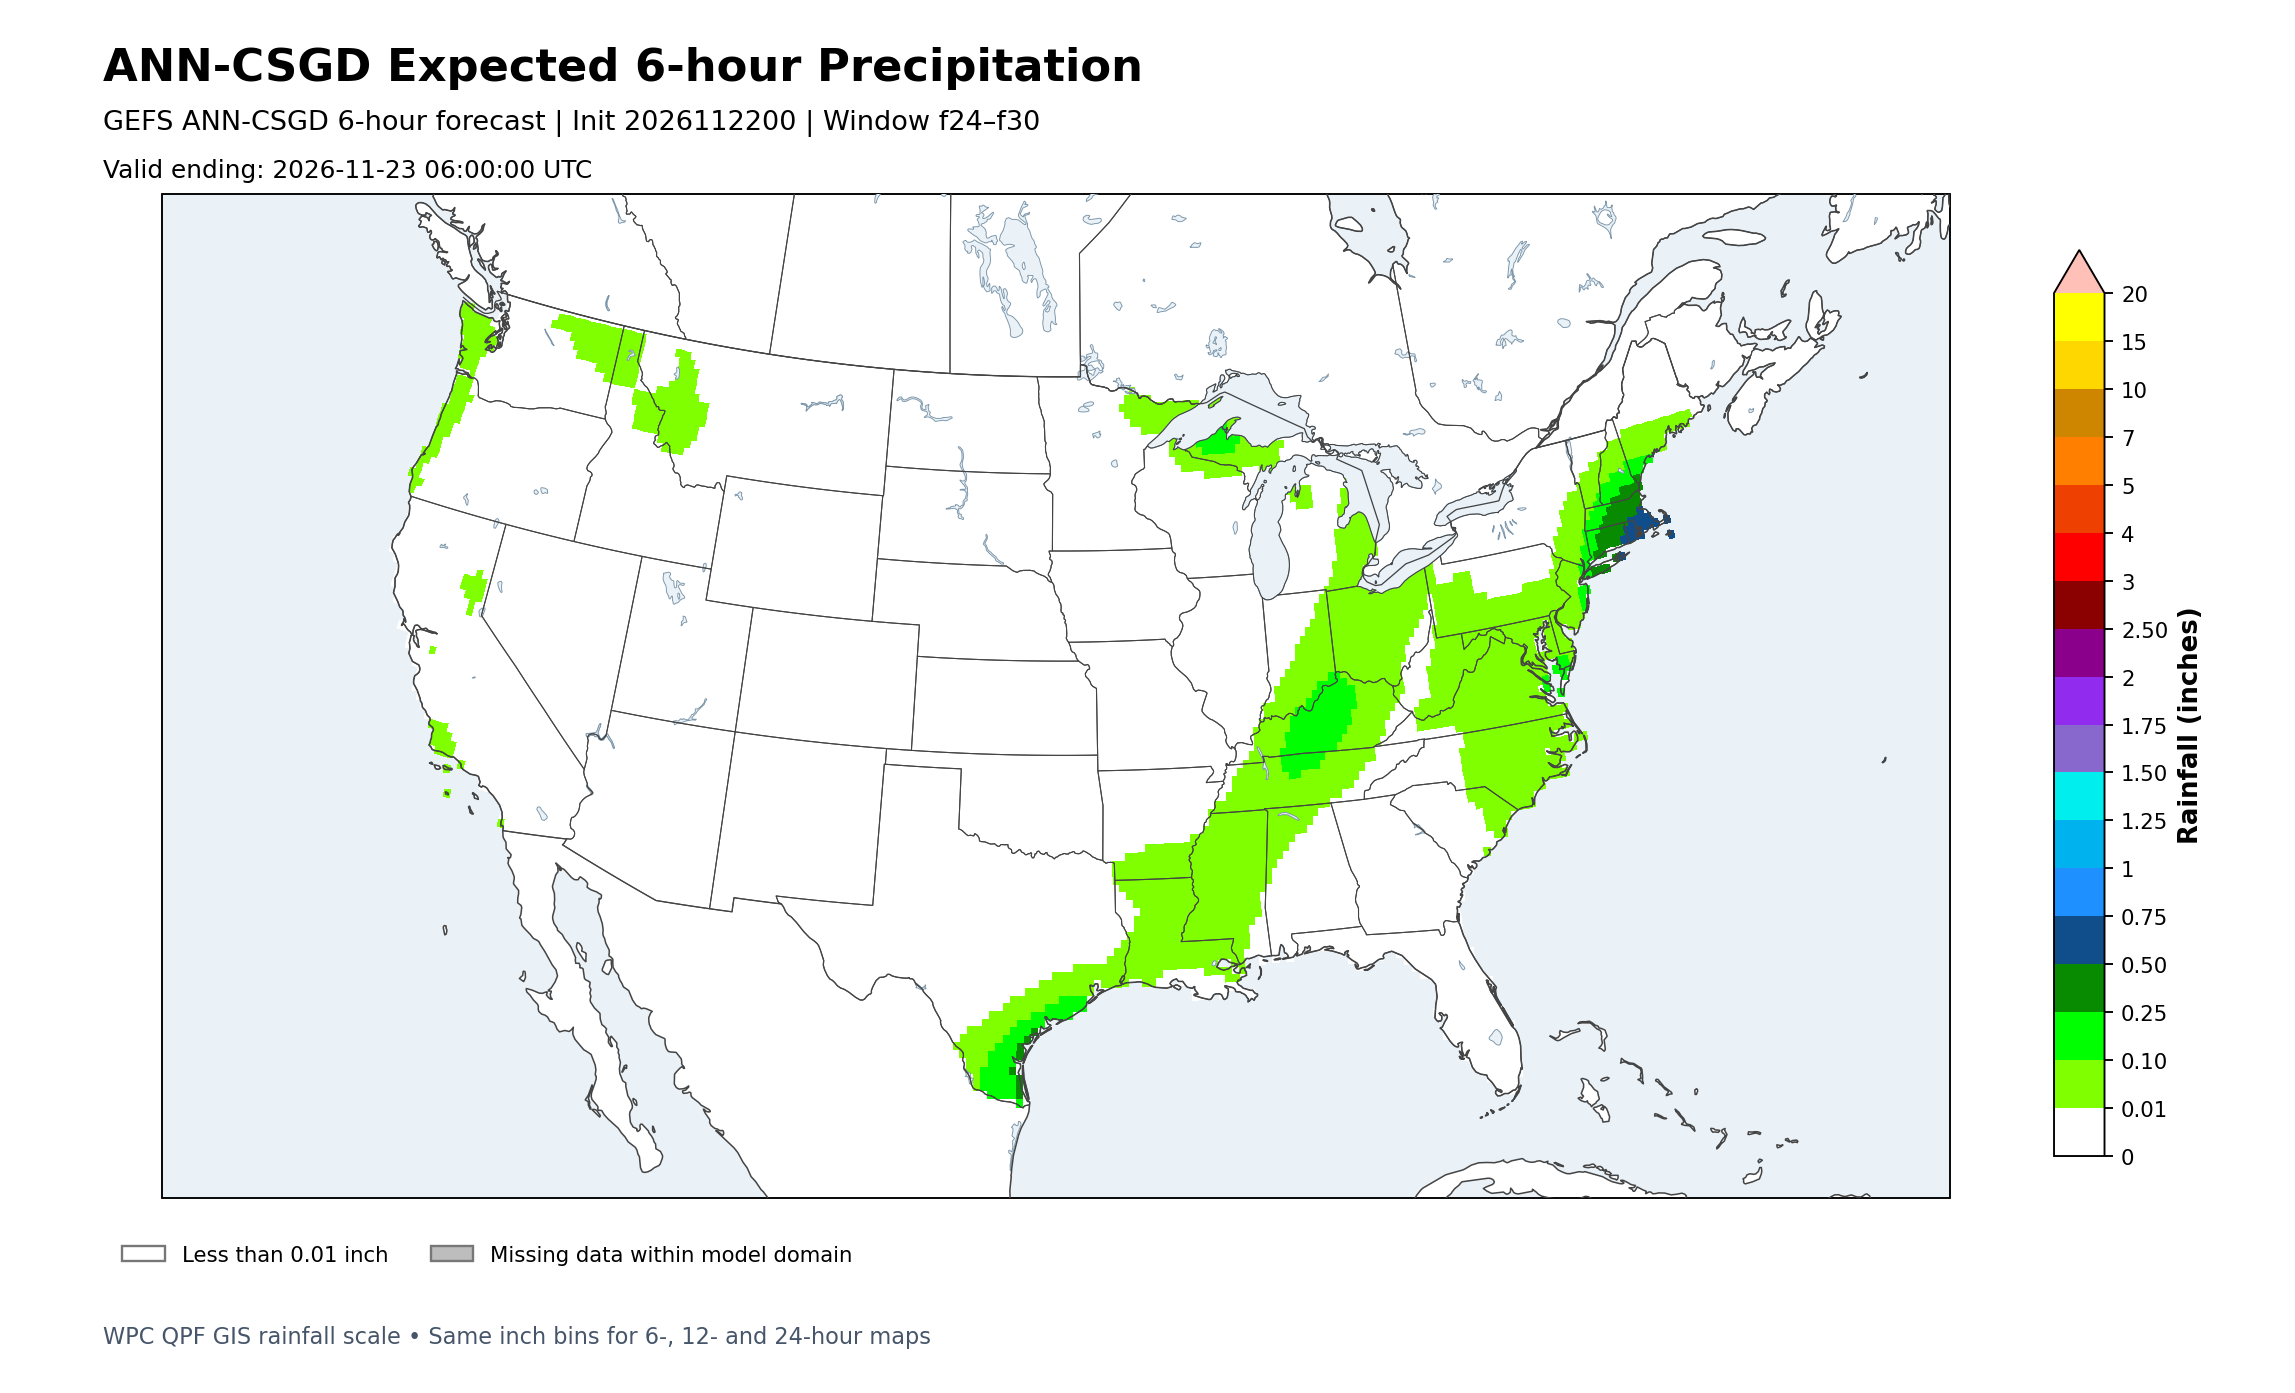 ANN-CSGD Expected 6-hour Precipitation
GEFS ANN-CSGD 6-hour forecast | Init 2026112200 | Window f24–f30
Valid ending: 2026-11-23 06:00:00 UTC
20
15
10
7
5
4
3
2.50
2
1.75
1.50
1.25
1
0.75
0.50
0.25
0.10
0.01
0
Rainfall (inches)
Less than 0.01 inch
Missing data within model domain
WPC QPF GIS rainfall scale • Same inch bins for 6-, 12- and 24-hour maps